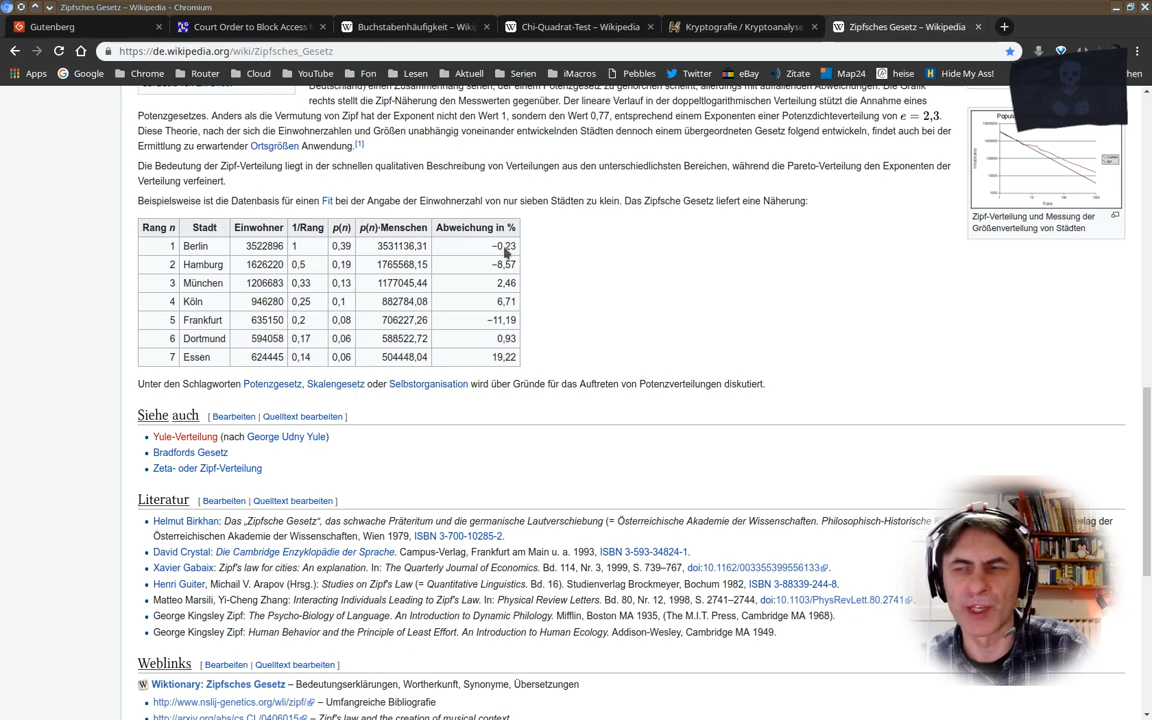 Zipfsches Gesetz – Wikipedia - Chromium
Gutenberg
Court Order to Block Access
Buchstabenhäufigkeit – Wiki
Chi-Quadrat-Test – Wikipedia
Kryptografie / Kryptoanalyse
Zipfsches Gesetz – Wikipedia
https://de.wikipedia.org/wiki/Zipfsches_Gesetz
Apps Google Chrome Router Cloud YouTube Fon Lesen Aktuell Serien iMacros Pebbles Twitter eBay Zitate Map24 heise Hide My Ass!
rechts stellt die Zipf-Näherung den Messwerten gegenüber. Der lineare Verlauf in der doppeltlogarithmischen Verteilung stützt die Annahme eines
Potenzgesetzes. Anders als die Vermutung von Zipf hat der Exponent nicht den Wert 1, sondern den Wert 0,77, entsprechend einem Exponenten einer Potenzdichteverteilung von e = 2,3.
Diese Theorie, nach der sich die Einwohnerzahlen und Größen unabhängig voneinander entwickelnden Städten dennoch einem übergeordneten Gesetz folgend entwickeln, findet auch bei der
Ermittlung zu erwartender Ortsgrößen Anwendung.[1]
Die Bedeutung der Zipf-Verteilung liegt in der schnellen qualitativen Beschreibung von Verteilungen aus den unterschiedlichsten Bereichen, während die Pareto-Verteilung den Exponenten der
Verteilung verfeinert.
Beispielsweise ist die Datenbasis für einen Fit bei der Angabe der Einwohnerzahl von nur sieben Städten zu klein. Das Zipfsche Gesetz liefert eine Näherung:
Rang n Stadt Einwohner 1/Rang p(n) p(n)·Menschen Abweichung in %
1 Berlin 3522896 1 0,39 3531136,31 −0,23
2 Hamburg 1626220 0,5 0,19 1765568,15 −8,57
3 München 1206683 0,33 0,13 1177045,44 2,46
4 Köln 946280 0,25 0,1 882784,08 6,71
5 Frankfurt 635150 0,2 0,08 706227,26 −11,19
6 Dortmund 594058 0,17 0,06 588522,72 0,93
7 Essen 624445 0,14 0,06 504448,04 19,22
Zipf-Verteilung und Messung der
Größenverteilung von Städten
Unter den Schlagworten Potenzgesetz, Skalengesetz oder Selbstorganisation wird über Gründe für das Auftreten von Potenzverteilungen diskutiert.
Siehe auch [ Bearbeiten | Quelltext bearbeiten ]
• Yule-Verteilung (nach George Udny Yule)
• Bradfords Gesetz
• Zeta- oder Zipf-Verteilung
Literatur [ Bearbeiten | Quelltext bearbeiten ]
• Helmut Birkhan: Das „Zipfsche Gesetz“, das schwache Präteritum und die germanische Lautverschiebung (= Österreichische Akademie der Wissenschaften. Philosophisch-Historische der
Österreichischen Akademie der Wissenschaften, Wien 1979, ISBN 3-700-10285-2.
• David Crystal: Die Cambridge Enzyklopädie der Sprache. Campus-Verlag, Frankfurt am Main u. a. 1993, ISBN 3-593-34824-1.
• Xavier Gabaix: Zipf's law for cities: An explanation. In: The Quarterly Journal of Economics. Bd. 114, Nr. 3, 1999, S. 739–767, doi:10.1162/003355399556133.
• Henri Guiter, Michail V. Arapov (Hrsg.): Studies on Zipf's Law (= Quantitative Linguistics. Bd. 16). Studienverlag Brockmeyer, Bochum 1982, ISBN 3-88339-244-8.
• Matteo Marsili, Yi-Cheng Zhang: Interacting Individuals Leading to Zipf's Law. In: Physical Review Letters. Bd. 80, Nr. 12, 1998, S. 2741–2744, doi:10.1103/PhysRevLett.80.2741
• George Kingsley Zipf: The Psycho-Biology of Language. An Introduction to Dynamic Philology. Mifflin, Boston MA 1935, (The M.I.T. Press, Cambridge MA 1968).
• George Kingsley Zipf: Human Behavior and the Principle of Least Effort. An Introduction to Human Ecology. Addison-Wesley, Cambridge MA 1949.
Weblinks [ Bearbeiten | Quelltext bearbeiten ]
Wiktionary: Zipfsches Gesetz – Bedeutungserklärungen, Wortherkunft, Synonyme, Übersetzungen
• http://www.nslij-genetics.org/wli/zipf/ – Umfangreiche Bibliografie
• http://arxiv.org/abs/cs.CL/0406015 – Zipf's law and the creation of musical context